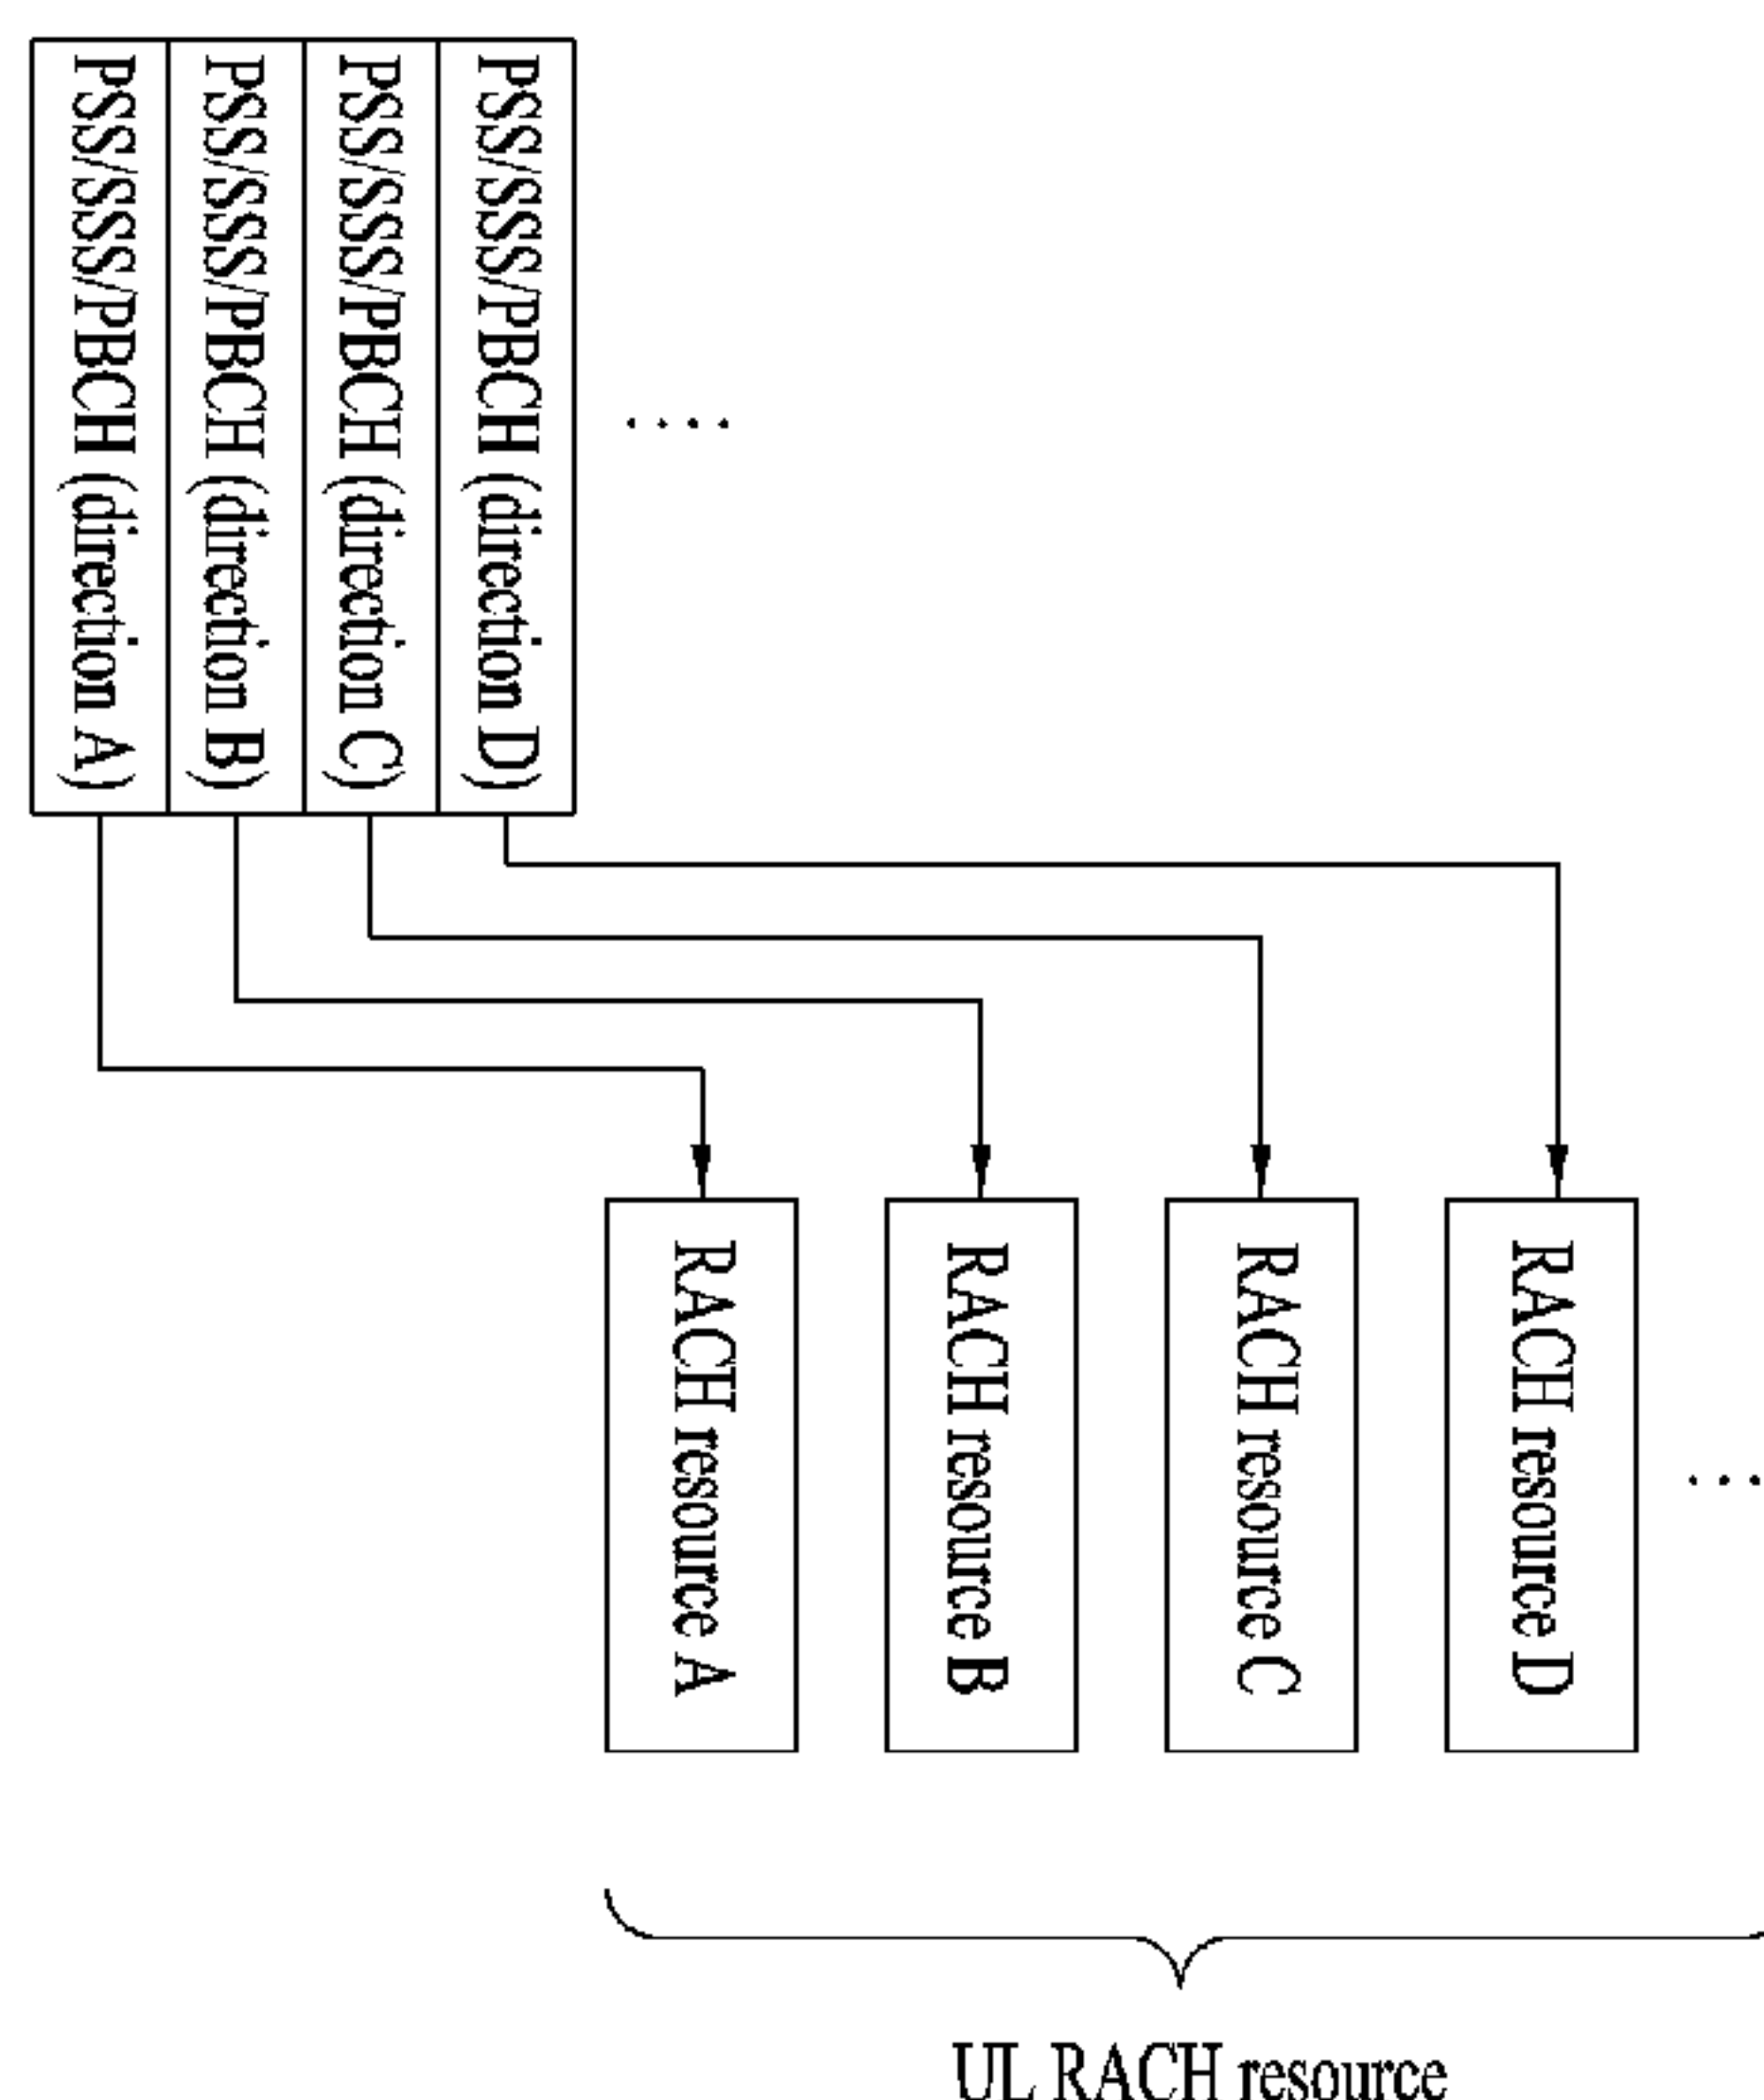 PSS/SSS/PBCH (direction A)
PSS/SSS/PBCH (direction B)
PSS/SSS/PBCH (direction C)
PSS/SSS/PBCH (direction D)
....
RACH resource A
RACH resource B
RACH resource C
RACH resource D
...
UL RACH resource